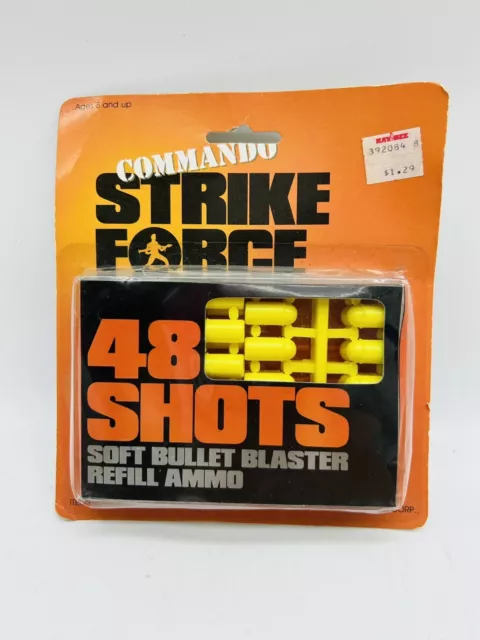 Ages 5 and up
KAY BEE
392084 8
$1.29
COMMANDO
STRIKE
FORCE
48
SHOTS
SOFT BULLET BLASTER
REFILL AMMO
CORP.